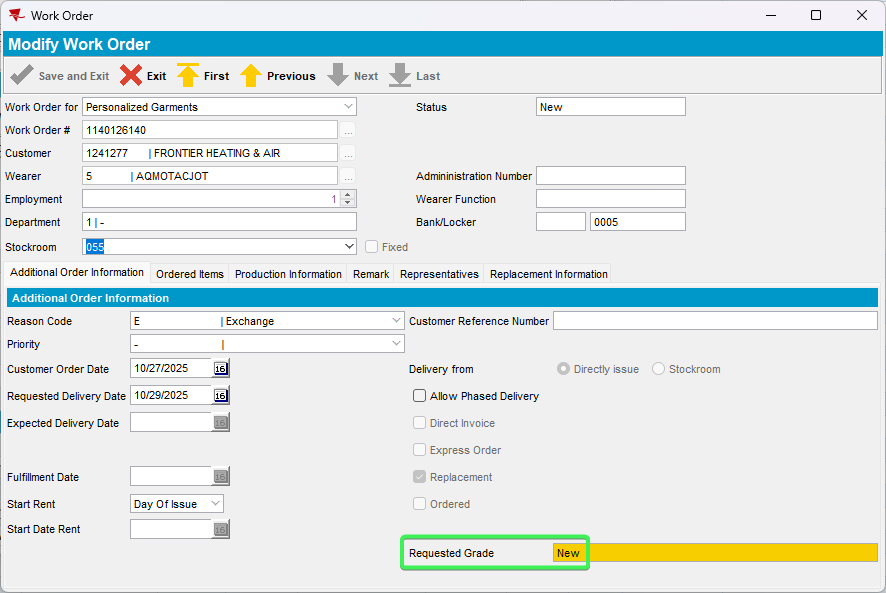 Work Order
Modify Work Order
Save and Exit Exit First Previous Next Last
Work Order for Personalized Garments Status New
Work Order # 1140126140 ...
Customer 1241277 | FRONTIER HEATING & AIR ...
Wearer 5 | AQMOTACJOT ... Admininistration Number
Employment 1 Wearer Function
Department 1 | - Bank/Locker 0005
Stockroom 055 Fixed
Additional Order Information Ordered Items Production Information Remark Representatives Replacement Information
Additional Order Information
Reason Code E | Exchange Customer Reference Number
Priority - |
Customer Order Date 10/27/2025 16 Delivery from Directly issue Stockroom
Requested Delivery Date 10/29/2025 16 Allow Phased Delivery
Expected Delivery Date 16 Direct Invoice
Express Order
Fulfillment Date 16 Replacement
Start Rent Day Of Issue Ordered
Start Date Rent 16
Requested Grade New